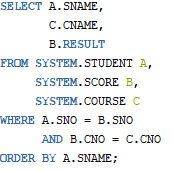 SELECT A.SNAME,
C.CNAME,
B.RESULT
FROM SYSTEM.STUDENT A,
SYSTEM.SCORE B,
SYSTEM.COURSE C
WHERE A.SNO = B.SNO
AND B.CNO = C.CNO
ORDER BY A.SNAME;